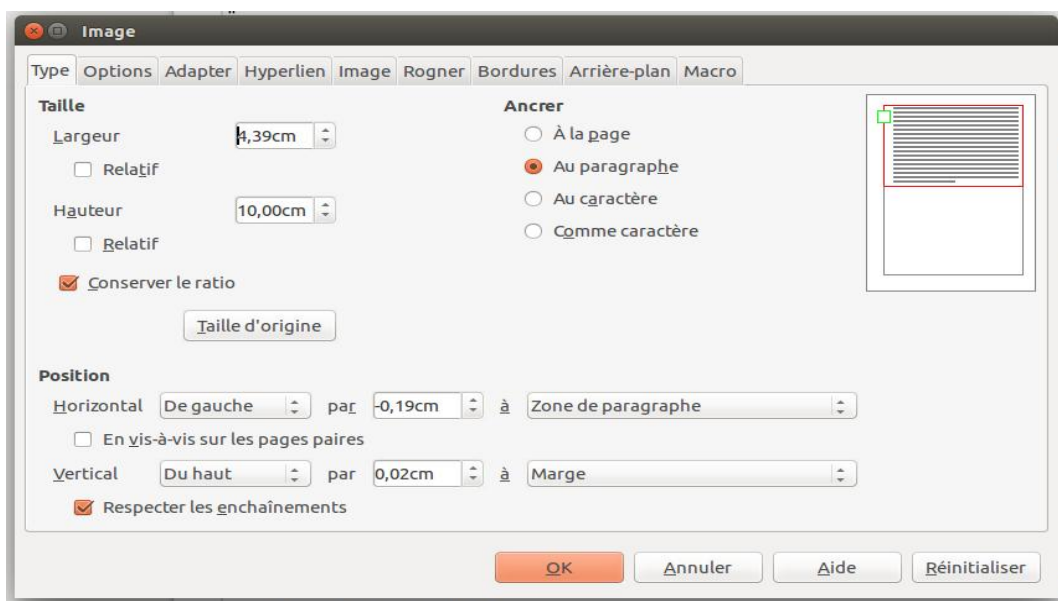 Image
Type Options Adapter Hyperlien Image Rogner Bordures Arrière-plan Macro
Taille
Largeur 4,39cm
Relatif
Hauteur 10,00cm
Relatif
Conserver le ratio
Taille d'origine
Ancrer
À la page
Au paragraphe
Au caractère
Comme caractère
Position
Horizontal De gauche par -0,19cm à Zone de paragraphe
En vis-à-vis sur les pages paires
Vertical Du haut par 0,02cm à Marge
Respecter les enchaînements
OK Annuler Aide Réinitialiser